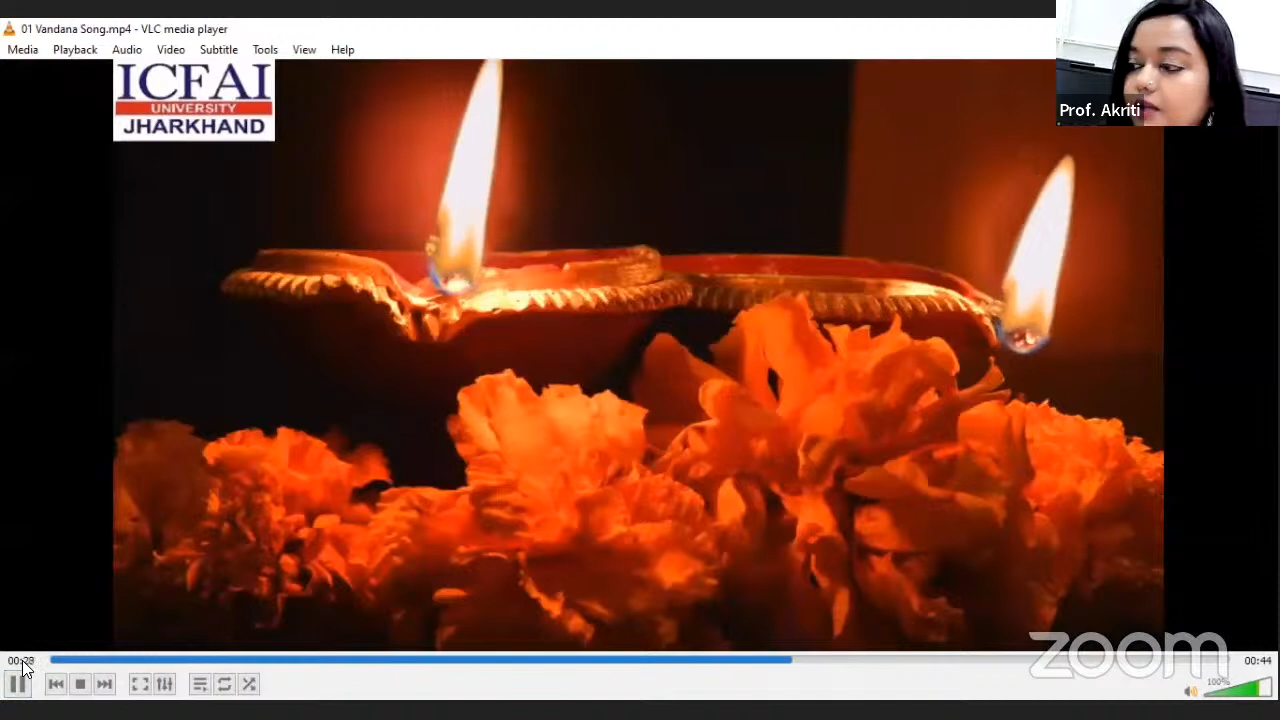 01 Vandana Song.mp4 - VLC media player
Media Playback Audio Video Subtitle Tools View Help
ICFAI
UNIVERSITY
JHARKHAND
Prof. Akriti
zoom
00:44
100%